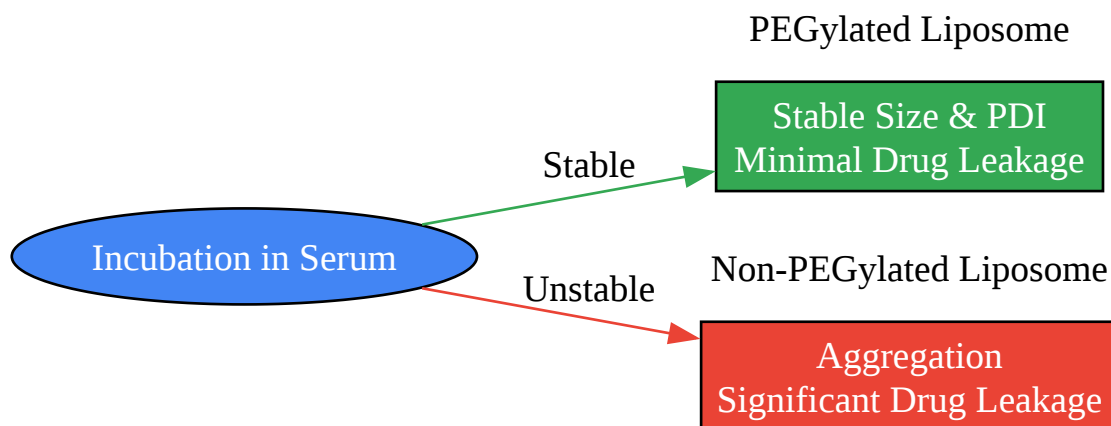 PEGylated Liposome
Stable Size & PDI
Minimal Drug Leakage
Stable
Incubation in Serum
Unstable
Non-PEGylated Liposome
Aggregation
Significant Drug Leakage